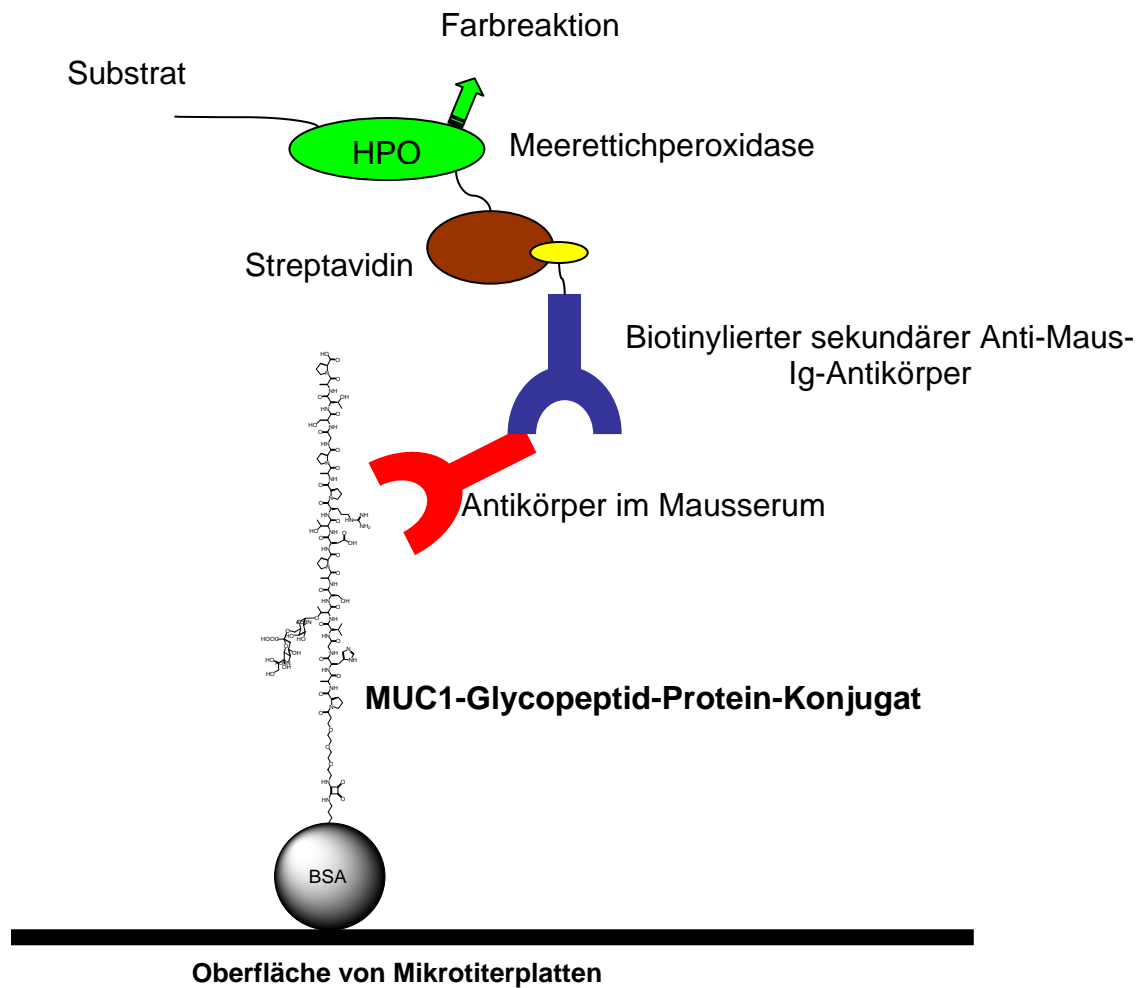 Farbreaktion
Substrat
HPO
Meerettichperoxidase
Streptavidin
Biotinylierter sekundärer Anti-Maus-
Ig-Antikörper
Antikörper im Mausserum
MUC1-Glycopeptid-Protein-Konjugat
BSA
Oberfläche von Mikrotiterplatten